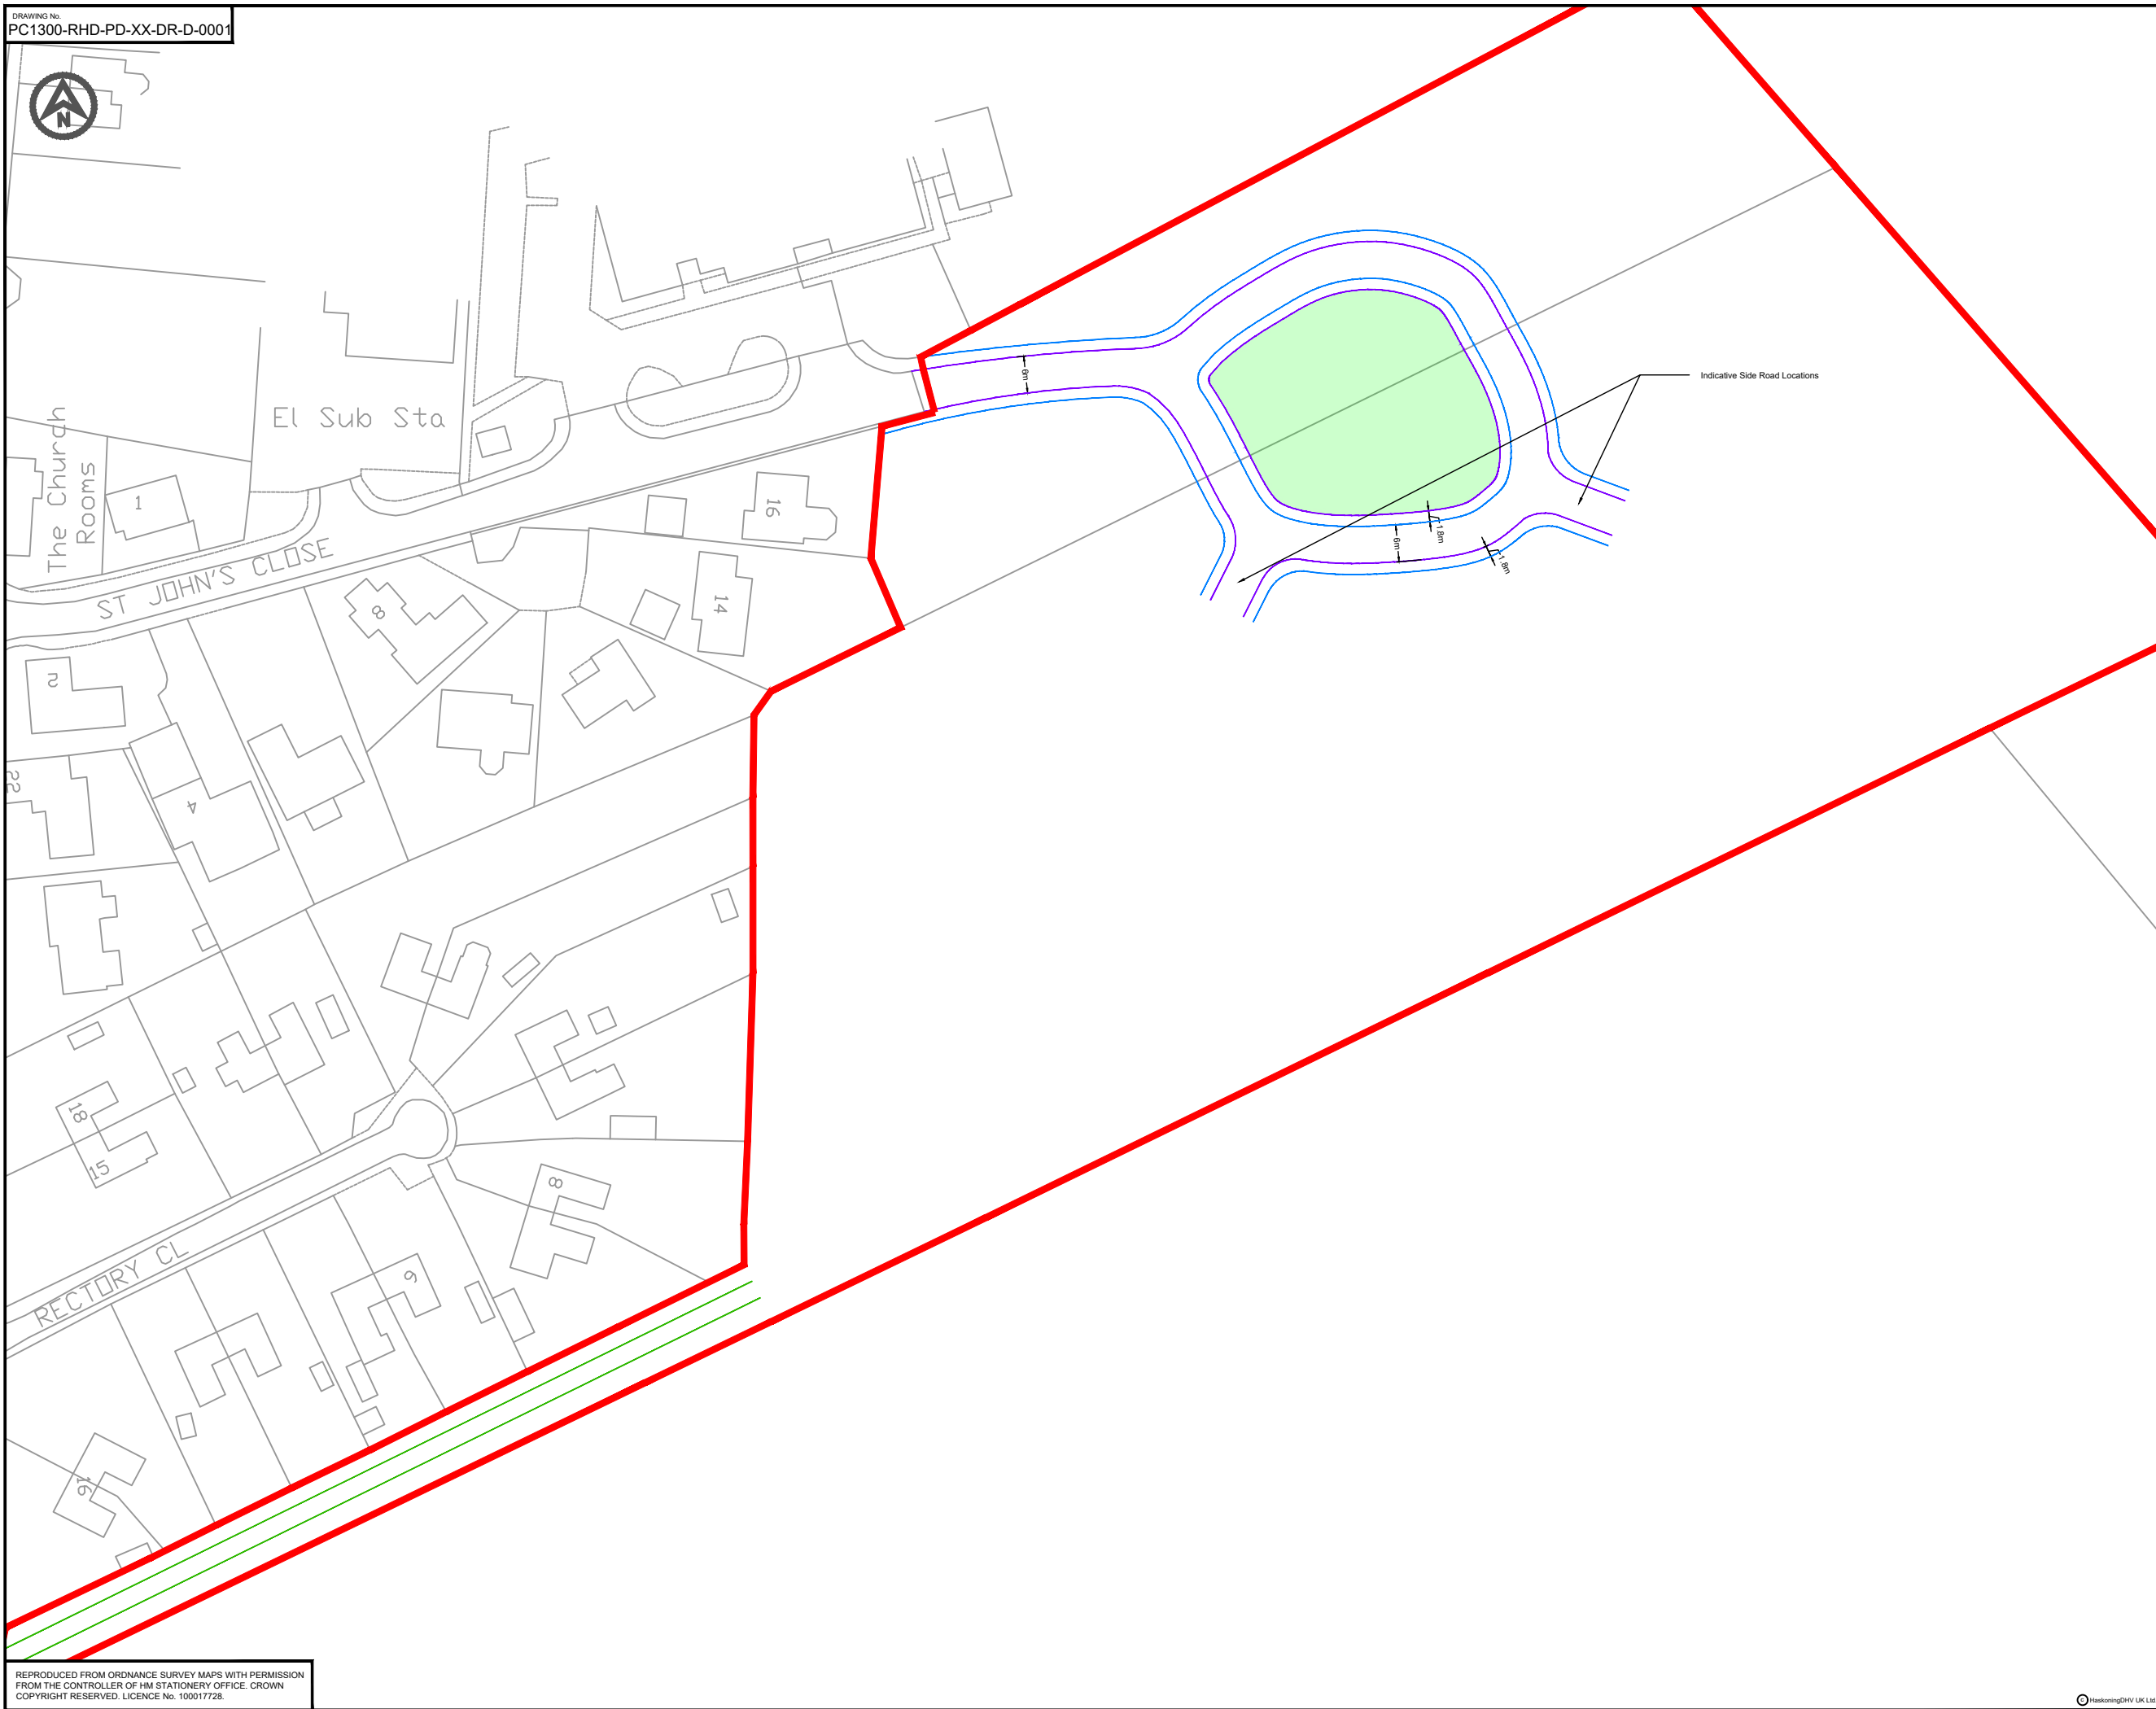 DRAWING No.
PC1300-RHD-PD-XX-DR-D-0001
N
El Sub Sta
The Church
Rooms
1
ST JOHN'S CLOSE
16
14
8
2
4
22
6m
Indicative Side Road Locations
1.8m
6m
1.8m
18
15
8
RECTORY CL
9
16
REPRODUCED FROM ORDNANCE SURVEY MAPS WITH PERMISSION
FROM THE CONTROLLER OF HM STATIONERY OFFICE. CROWN
COPYRIGHT RESERVED. LICENCE No. 100017728.
© HaskoningDHV UK Ltd.